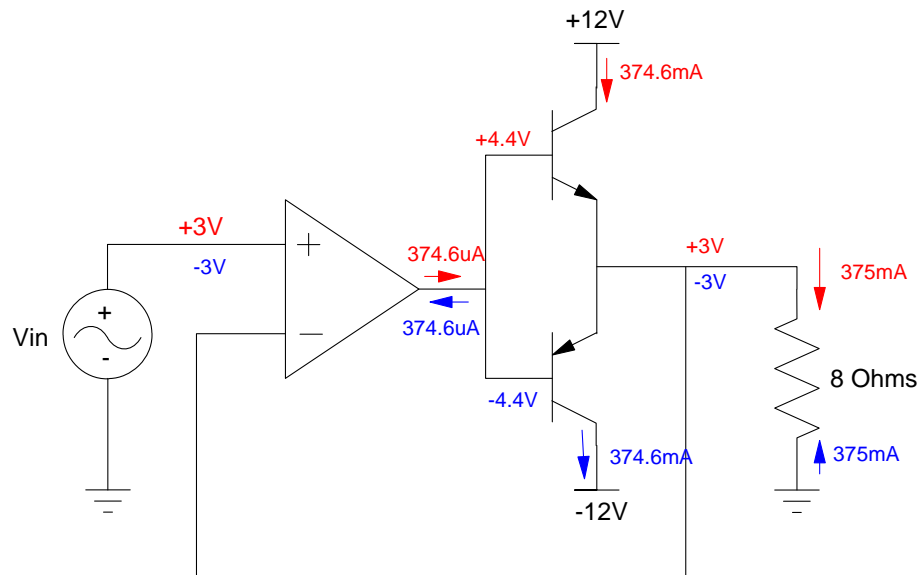 +12V
374.6mA
+4.4V
+3V
-3V
+
−
374.6uA
374.6uA
+3V
-3V
375mA
Vin
+
-
8 Ohms
-4.4V
374.6mA
375mA
-12V